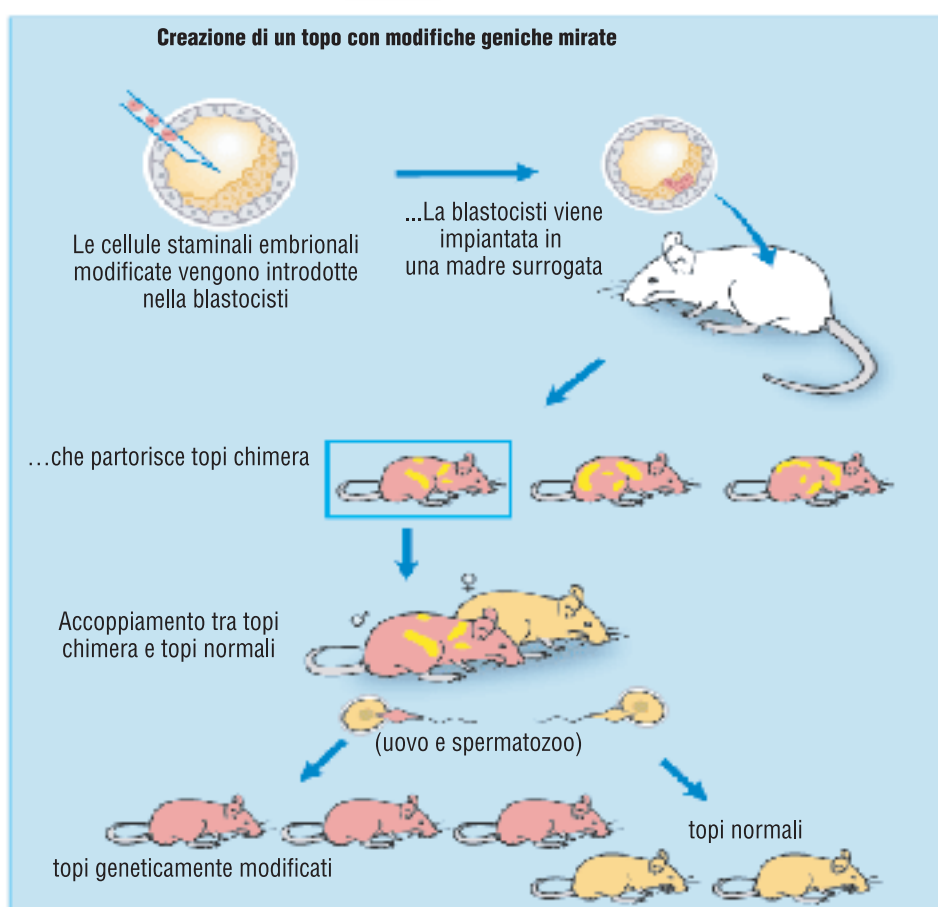 Creazione di un topo con modifiche geniche mirate
Le cellule staminali embrionali
modificate vengono introdotte
nella blastocisti
...La blastocisti viene
impiantata in
una madre surrogata
...che partorisce topi chimera
Accoppiamento tra topi
chimera e topi normali
♂
♀
(uovo e spermatozoo)
topi geneticamente modificati
topi normali